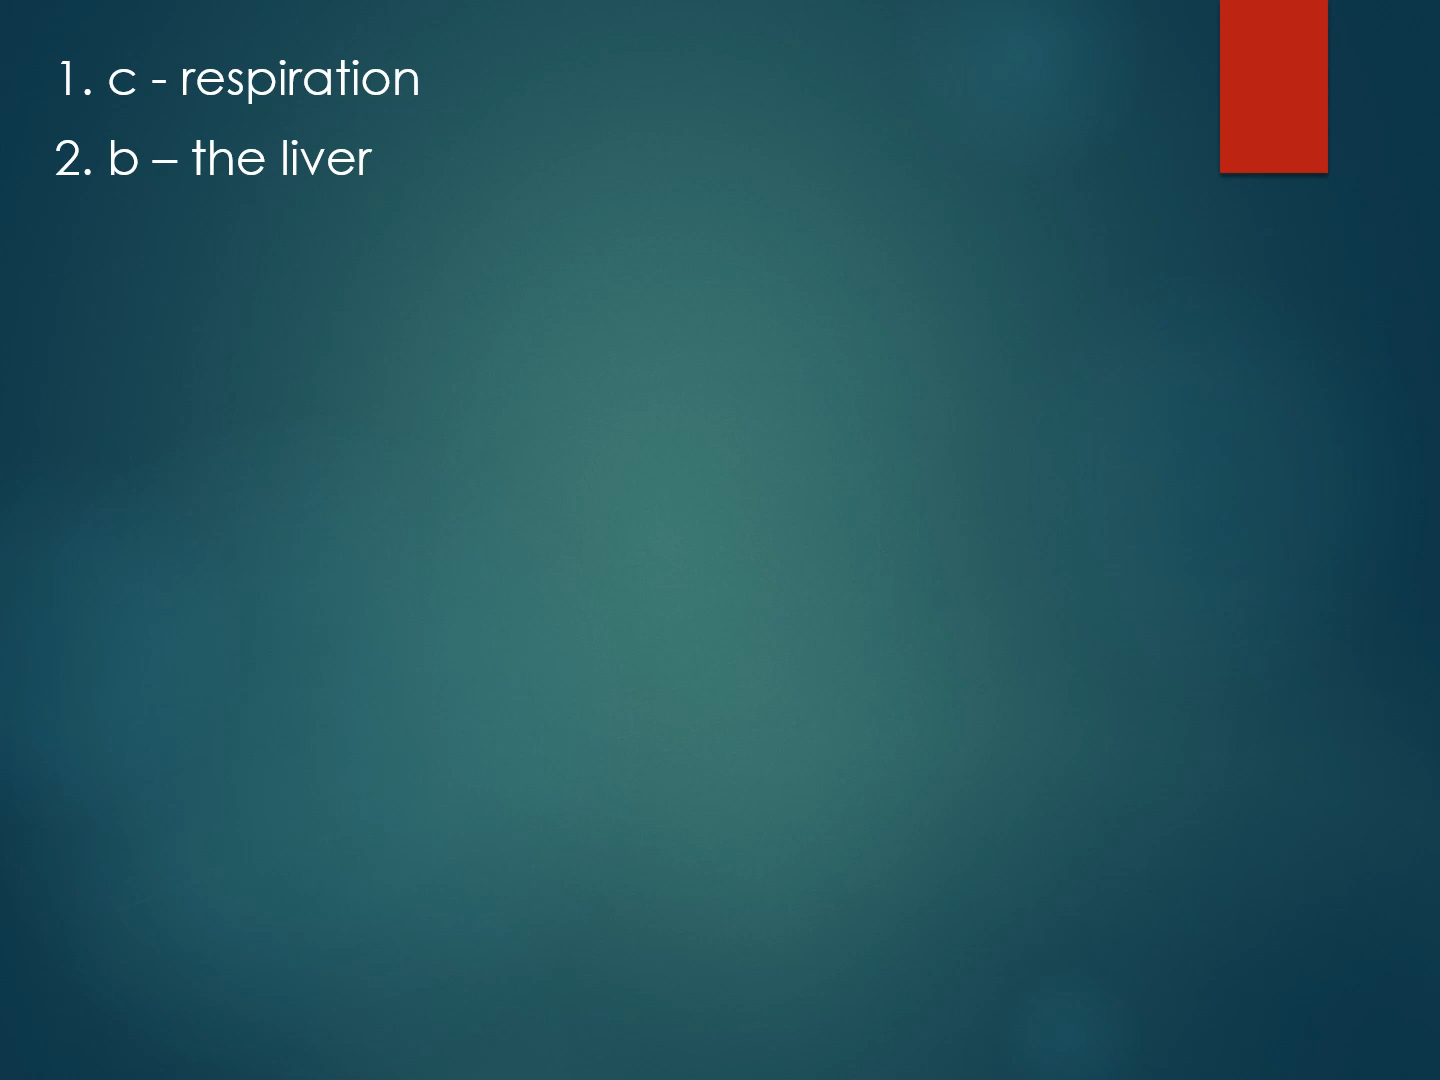 1. c - respiration
2. b – the liver